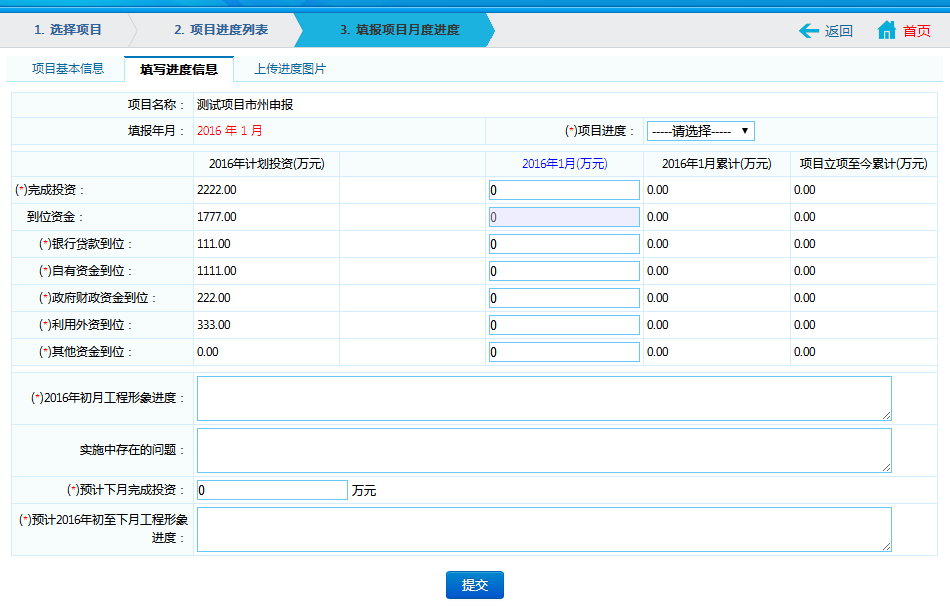 1. 选择项目 2. 项目进度列表 3. 填报项目月度进度 返回 首页
项目基本信息 填写进度信息 上传进度图片
项目名称： 测试项目市州申报
填报年月： 2016 年 1 月 (*)项目进度： -----请选择-----
2016年计划投资(万元) 2016年1月(万元) 2016年1月累计(万元) 项目立项至今累计(万元)
(*)完成投资： 2222.00 0 0.00 0.00
到位资金： 1777.00 0 0.00 0.00
(*)银行贷款到位： 111.00 0 0.00 0.00
(*)自有资金到位： 1111.00 0 0.00 0.00
(*)政府财政资金到位： 222.00 0 0.00 0.00
(*)利用外资到位： 333.00 0 0.00 0.00
(*)其他资金到位： 0.00 0 0.00 0.00
(*)2016年初月工程形象进度：
实施中存在的问题：
(*)预计下月完成投资： 0 万元
(*)预计2016年初至下月工程形象
进度：
提交